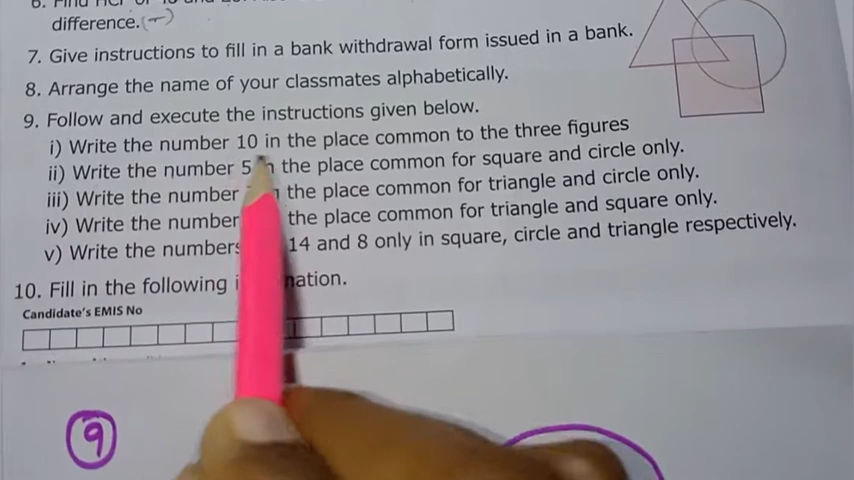 6. Find HCF of
difference.(—)
7. Give instructions to fill in a bank withdrawal form issued in a bank.
8. Arrange the name of your classmates alphabetically.
9. Follow and execute the instructions given below.
i) Write the number 10 in the place common to the three figures
ii) Write the number 5 the place common for square and circle only.
iii) Write the number the place common for triangle and circle only.
iv) Write the number the place common for triangle and square only.
v) Write the numbers 14 and 8 only in square, circle and triangle respectively.
10. Fill in the following
Candidate's EMIS No
9